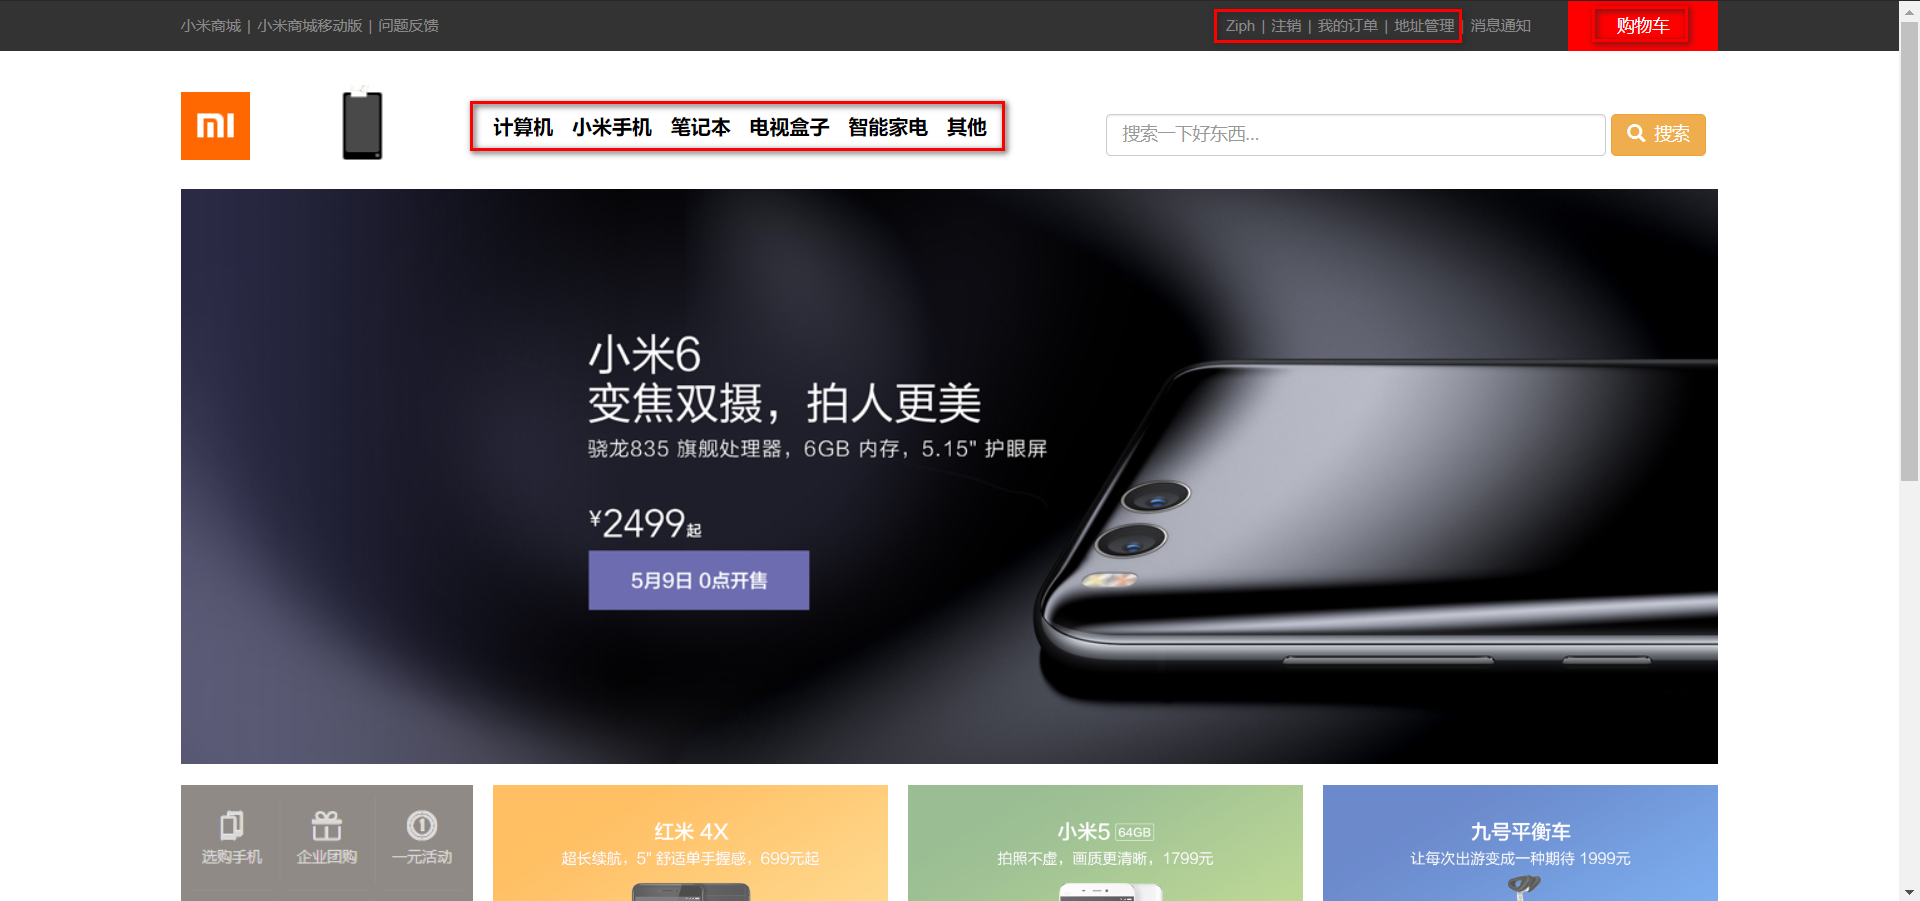 小米商城 | 小米商城移动版 | 问题反馈
Ziph | 注销 | 我的订单 | 地址管理 | 消息通知
购物车
计算机 小米手机 笔记本 电视盒子 智能家电 其他
搜索一下好东西...
搜索
小米6
变焦双摄，拍人更美
骁龙835 旗舰处理器，6GB 内存，5.15" 护眼屏
¥2499起
5月9日 0点开售
选购手机 企业团购 一元活动
红米 4X
超长续航，5" 舒适单手握感，699元起
小米5 64GB
拍照不虚，画质更清晰，1799元
九号平衡车
让每次出游变成一种期待 1999元